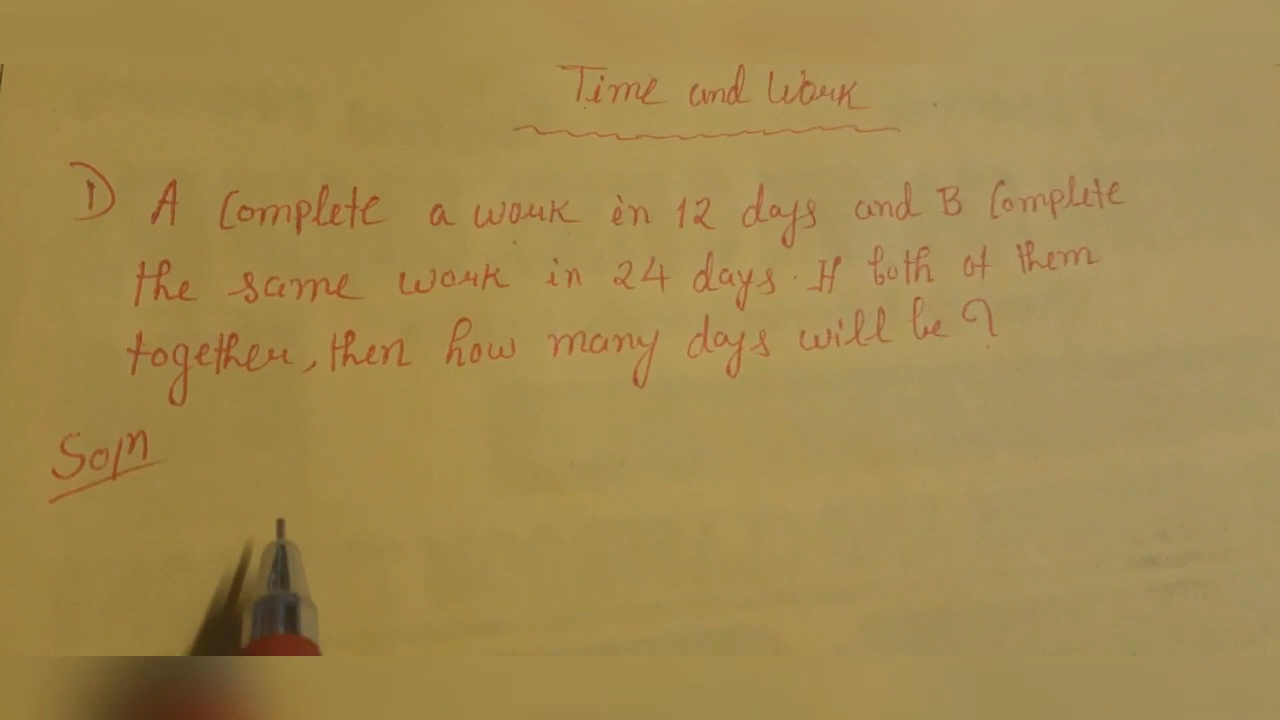 Time and Work
1) A Complete a work in 12 days and B Complete
the same work in 24 days. If both of them
together, then how many days will be?
Soln